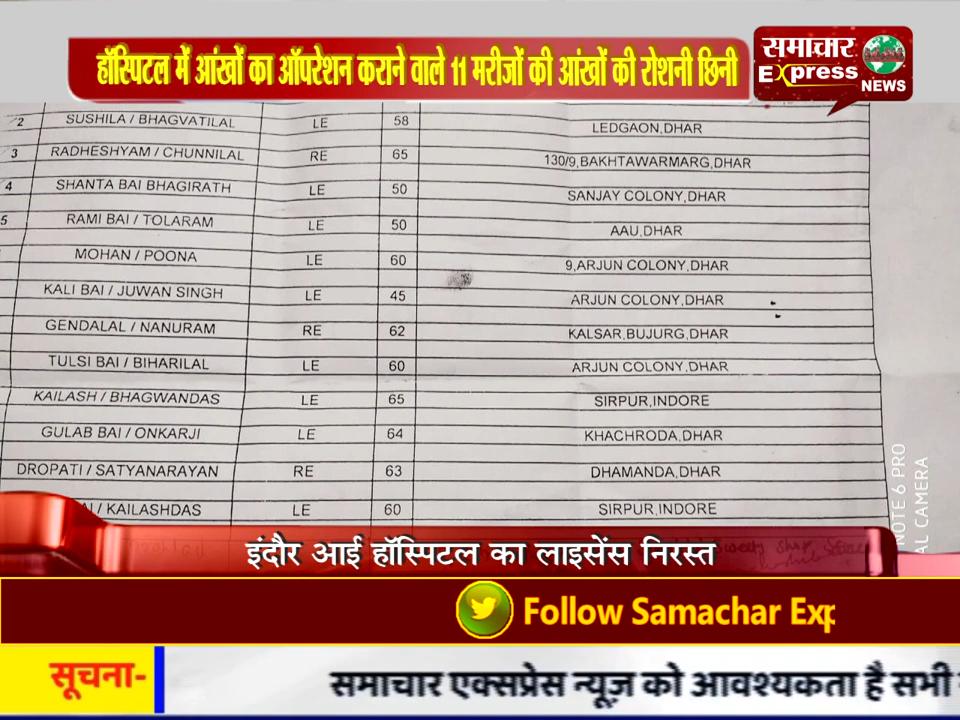 हॉस्पिटल में आंखों का ऑपरेशन कराने वाले 11 मरीजों की आंखों की रोशनी छिनी
समाचार
Express
NEWS
2 SUSHILA / BHAGVATILAL LE 58 LEDGAON,DHAR
3 RADHESHYAM / CHUNNILAL RE 65 130/9,BAKHTAWARMARG,DHAR
4 SHANTA BAI BHAGIRATH LE 50 SANJAY COLONY,DHAR
5 RAMI BAI / TOLARAM LE 50 AAU,DHAR
MOHAN / POONA LE 60 9,ARJUN COLONY,DHAR
KALI BAI / JUWAN SINGH LE 45 ARJUN COLONY,DHAR
GENDALAL / NANURAM RE 62 KALSAR,BUJURG,DHAR
TULSI BAI / BIHARILAL LE 60 ARJUN COLONY,DHAR
KAILASH / BHAGWANDAS LE 65 SIRPUR,INDORE
GULAB BAI / ONKARJI LE 64 KHACHRODA,DHAR
DROPATI / SATYANARAYAN RE 63 DHAMANDA,DHAR
/ KAILASHDAS LE 60 SIRPUR,INDORE
NOTE 6 PRO
AL CAMERA
इंदौर आई हॉस्पिटल का लाइसेंस निरस्त
Follow Samachar Exp
सूचना-
समाचार एक्सप्रेस न्यूज़ को आवश्यकता है सभी